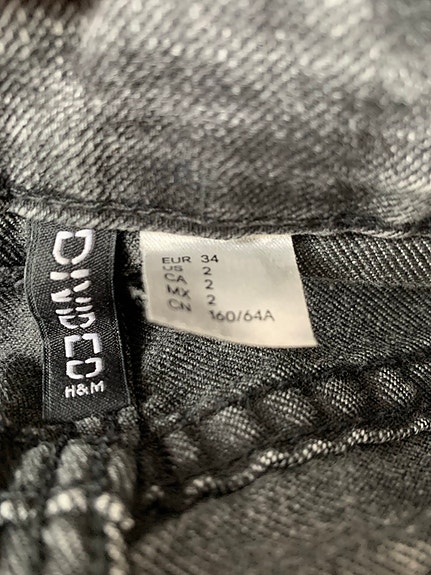 DIVIDED
H&M
EUR 34
US 2
CA 2
MX 2
CN 160/64A